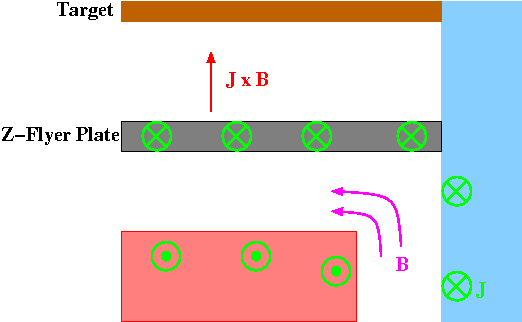 Target
J x B
Z-Flyer Plate
B
J